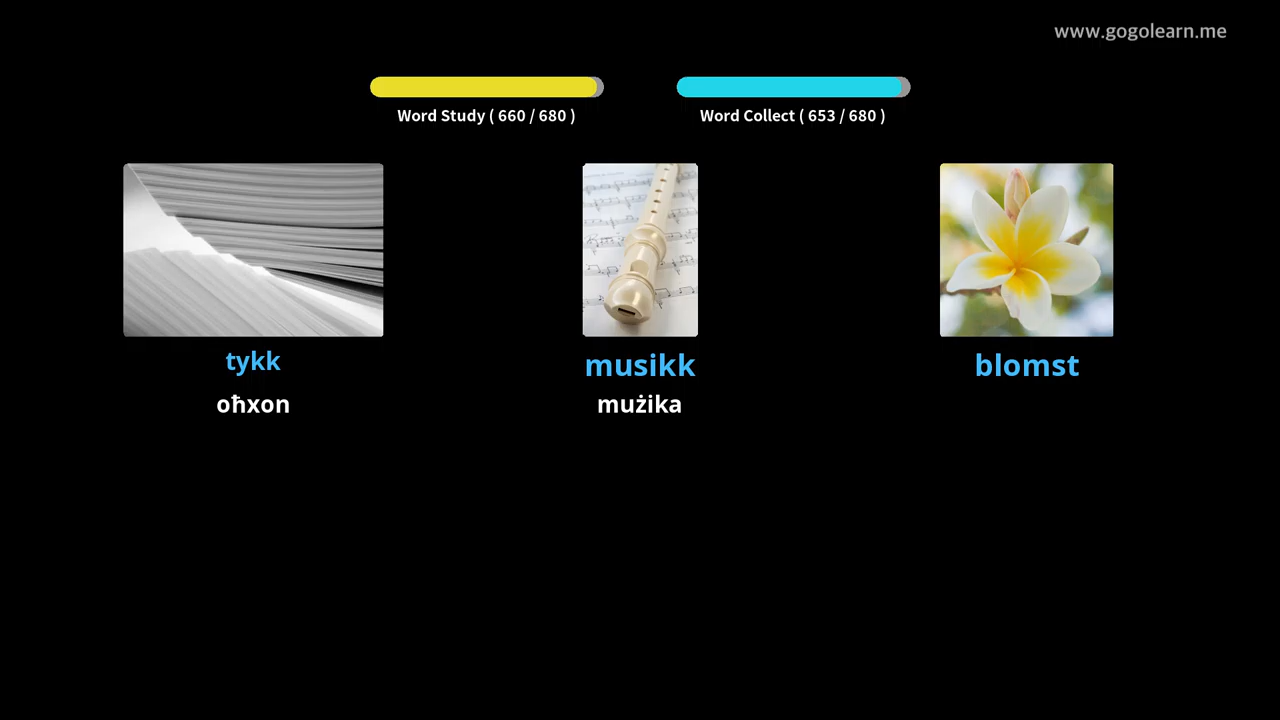 www.gogolearn.me
Word Study ( 660 / 680 )
Word Collect ( 653 / 680 )
tykk
musikk
blomst
oħxon
mużika